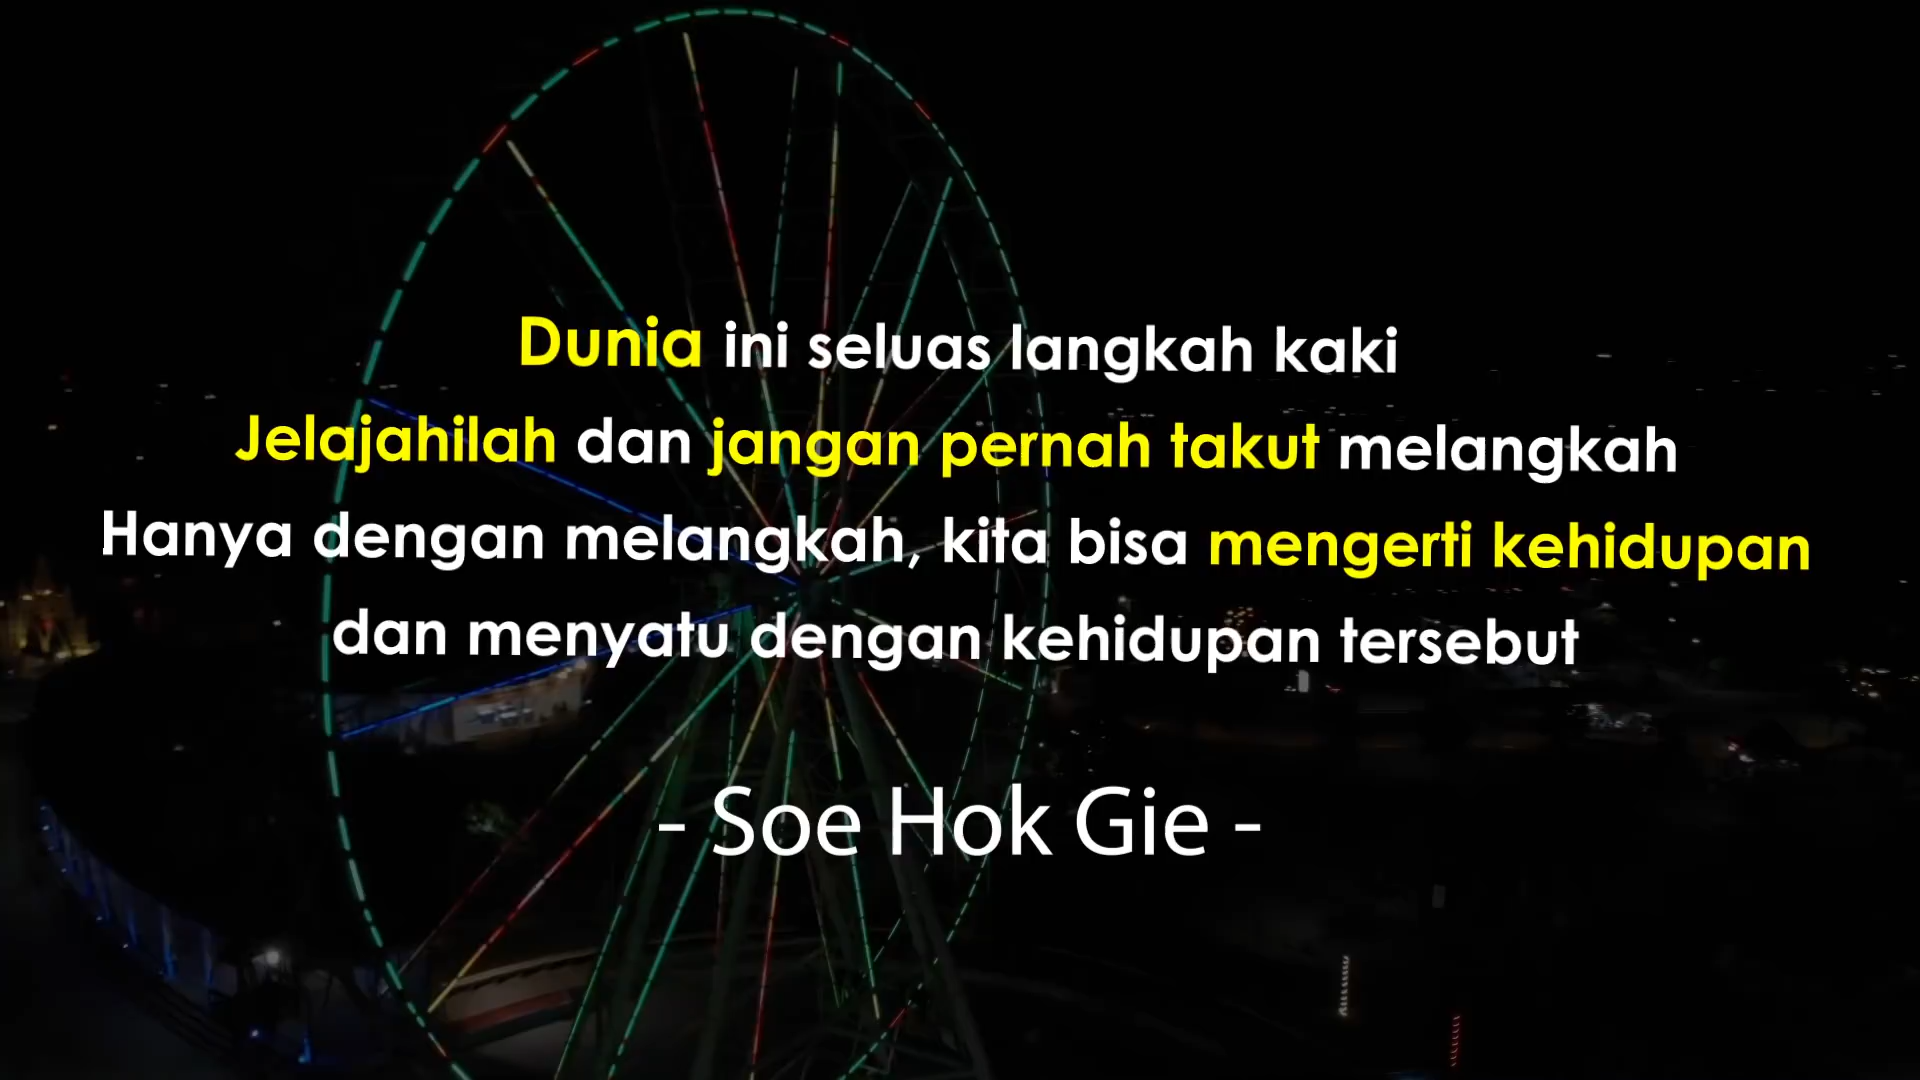 Dunia ini seluas langkah kaki
Jelajahilah dan jangan pernah takut melangkah
Hanya dengan melangkah, kita bisa mengerti kehidupan
dan menyatu dengan kehidupan tersebut
- Soe Hok Gie -